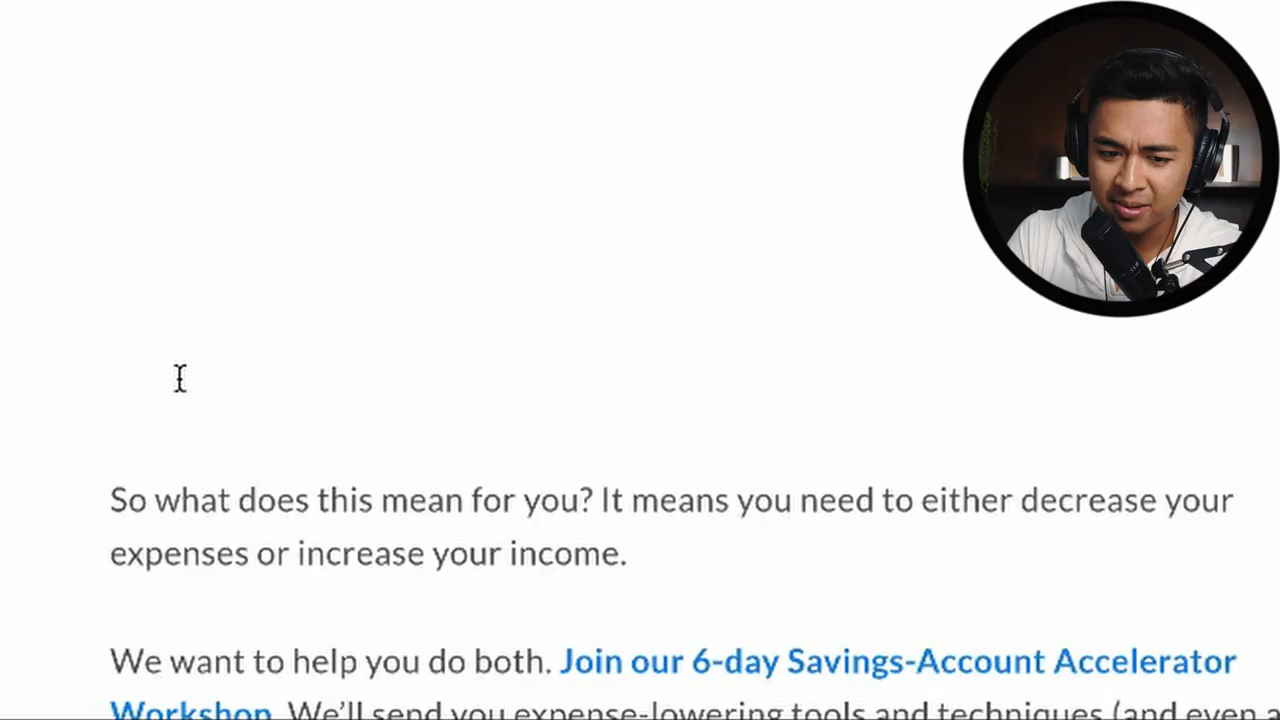 So what does this mean for you? It means you need to either decrease your
expenses or increase your income.
We want to help you do both. Join our 6-day Savings-Account Accelerator
Workshop. We’ll send you expense-lowering tools and techniques (and even a